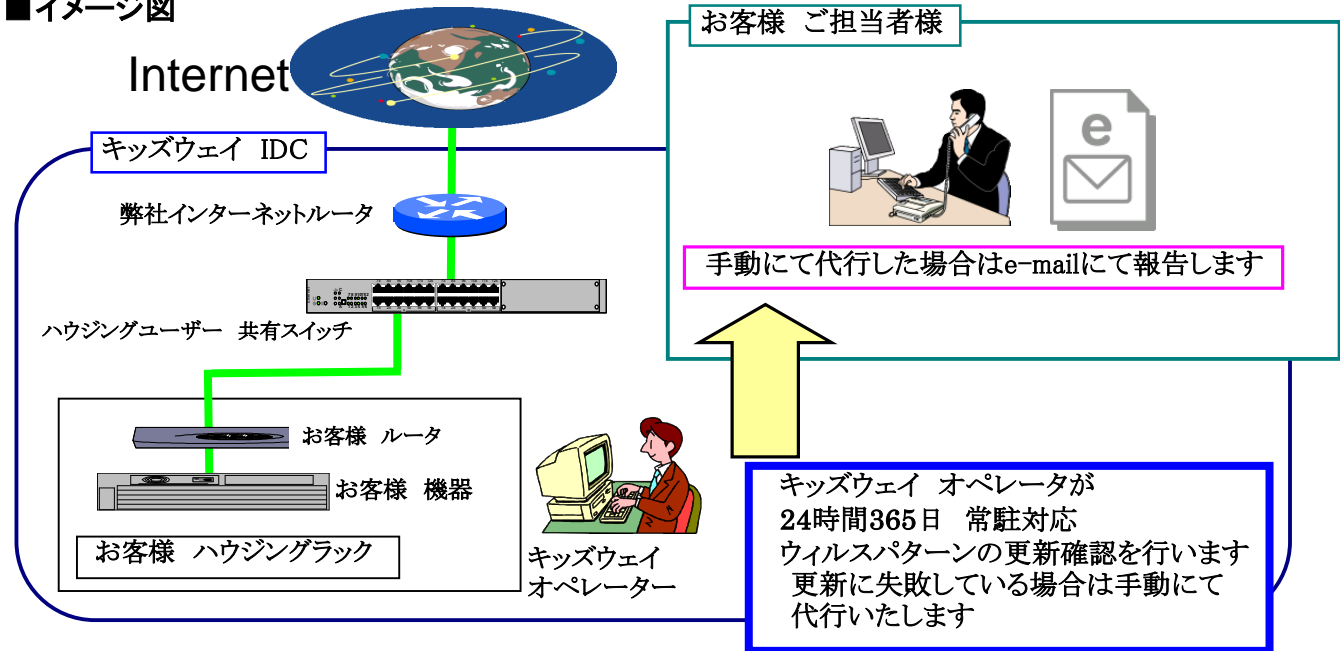 ■イメージ図
Internet
お客様 ご担当者様
キッズウェイ IDC
弊社インターネットルータ
e
手動にて代行した場合はe-mailにて報告します
ハウジングユーザー 共有スイッチ
お客様 ルータ
お客様 機器
お客様 ハウジングラック
キッズウェイ
オペレーター
キッズウェイ オペレータが
24時間365日 常駐対応
ウィルスパターンの更新確認を行います
更新に失敗している場合は手動にて
代行いたします